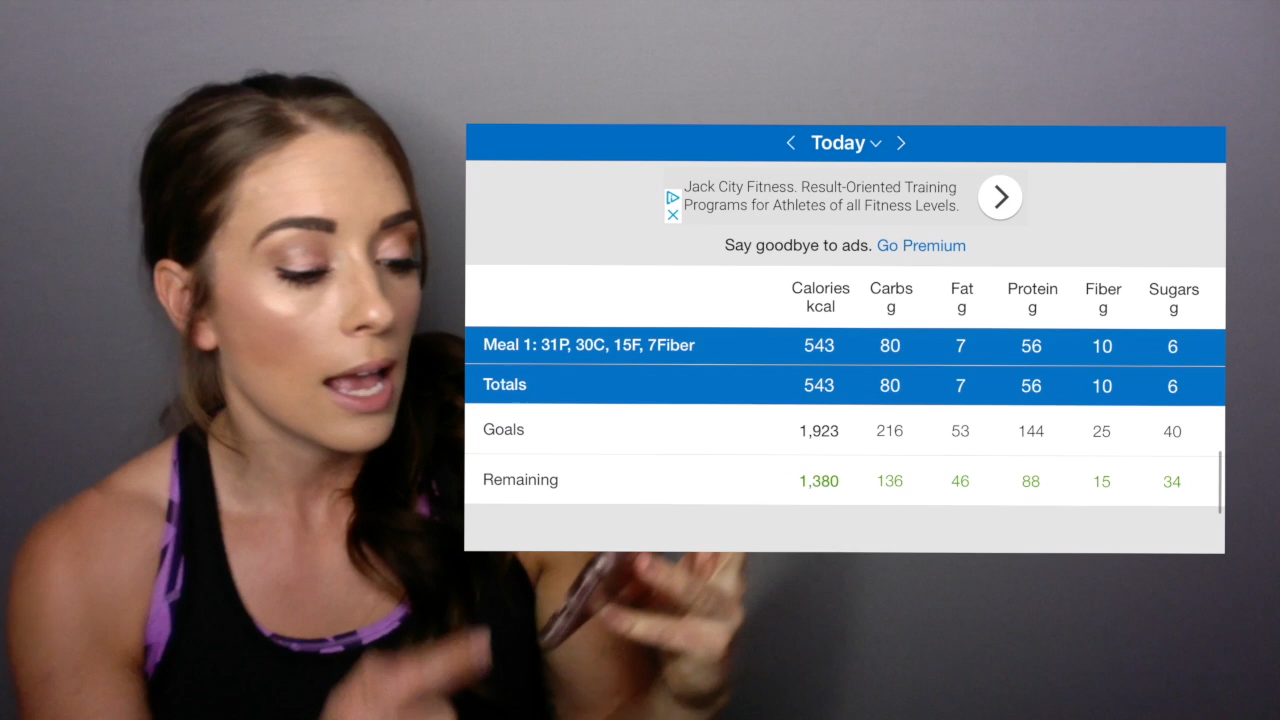 Today
Jack City Fitness. Result-Oriented Training
Programs for Athletes of all Fitness Levels.
Say goodbye to ads. Go Premium
Calories Carbs Fat Protein Fiber Sugars
kcal g g g g g
Meal 1: 31P, 30C, 15F, 7Fiber 543 80 7 56 10 6
Totals 543 80 7 56 10 6
Goals 1,923 216 53 144 25 40
Remaining 1,380 136 46 88 15 34